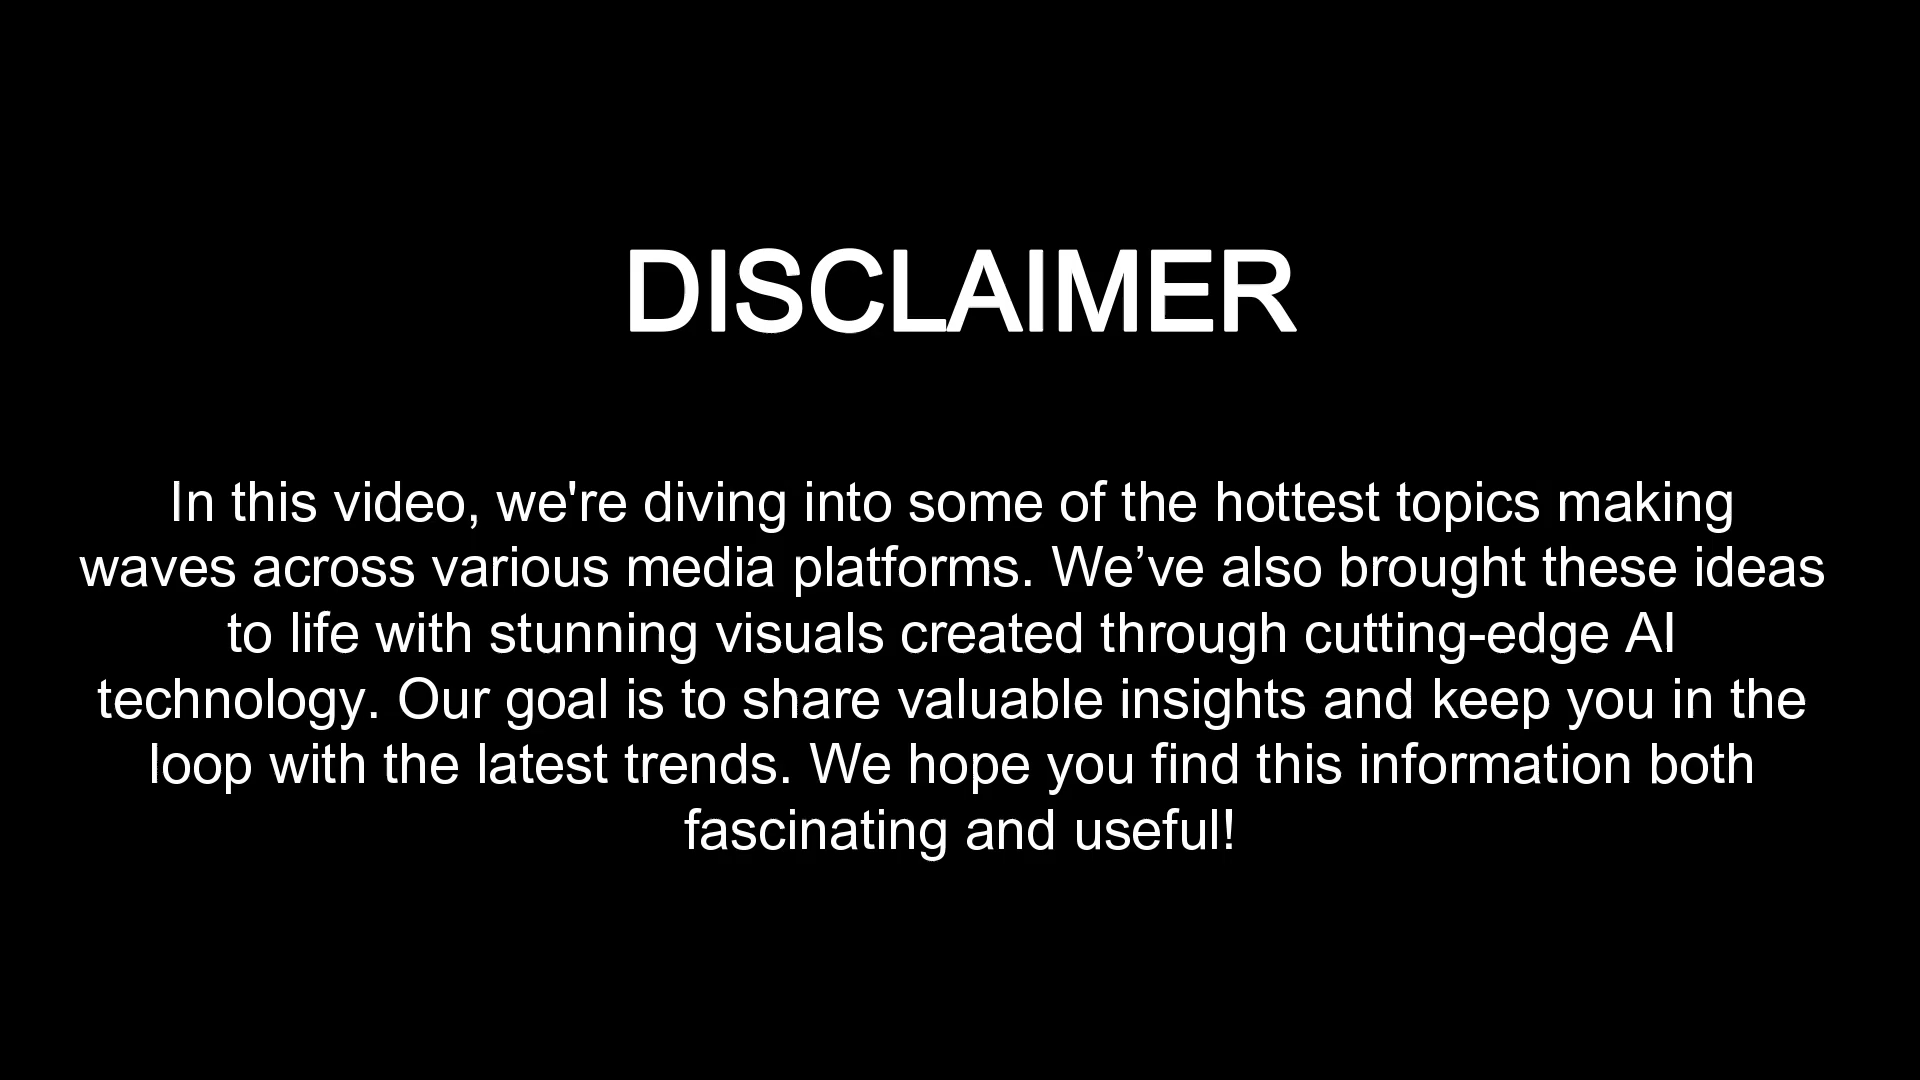 DISCLAIMER
In this video, we're diving into some of the hottest topics making
waves across various media platforms. We’ve also brought these ideas
to life with stunning visuals created through cutting-edge AI
technology. Our goal is to share valuable insights and keep you in the
loop with the latest trends. We hope you find this information both
fascinating and useful!